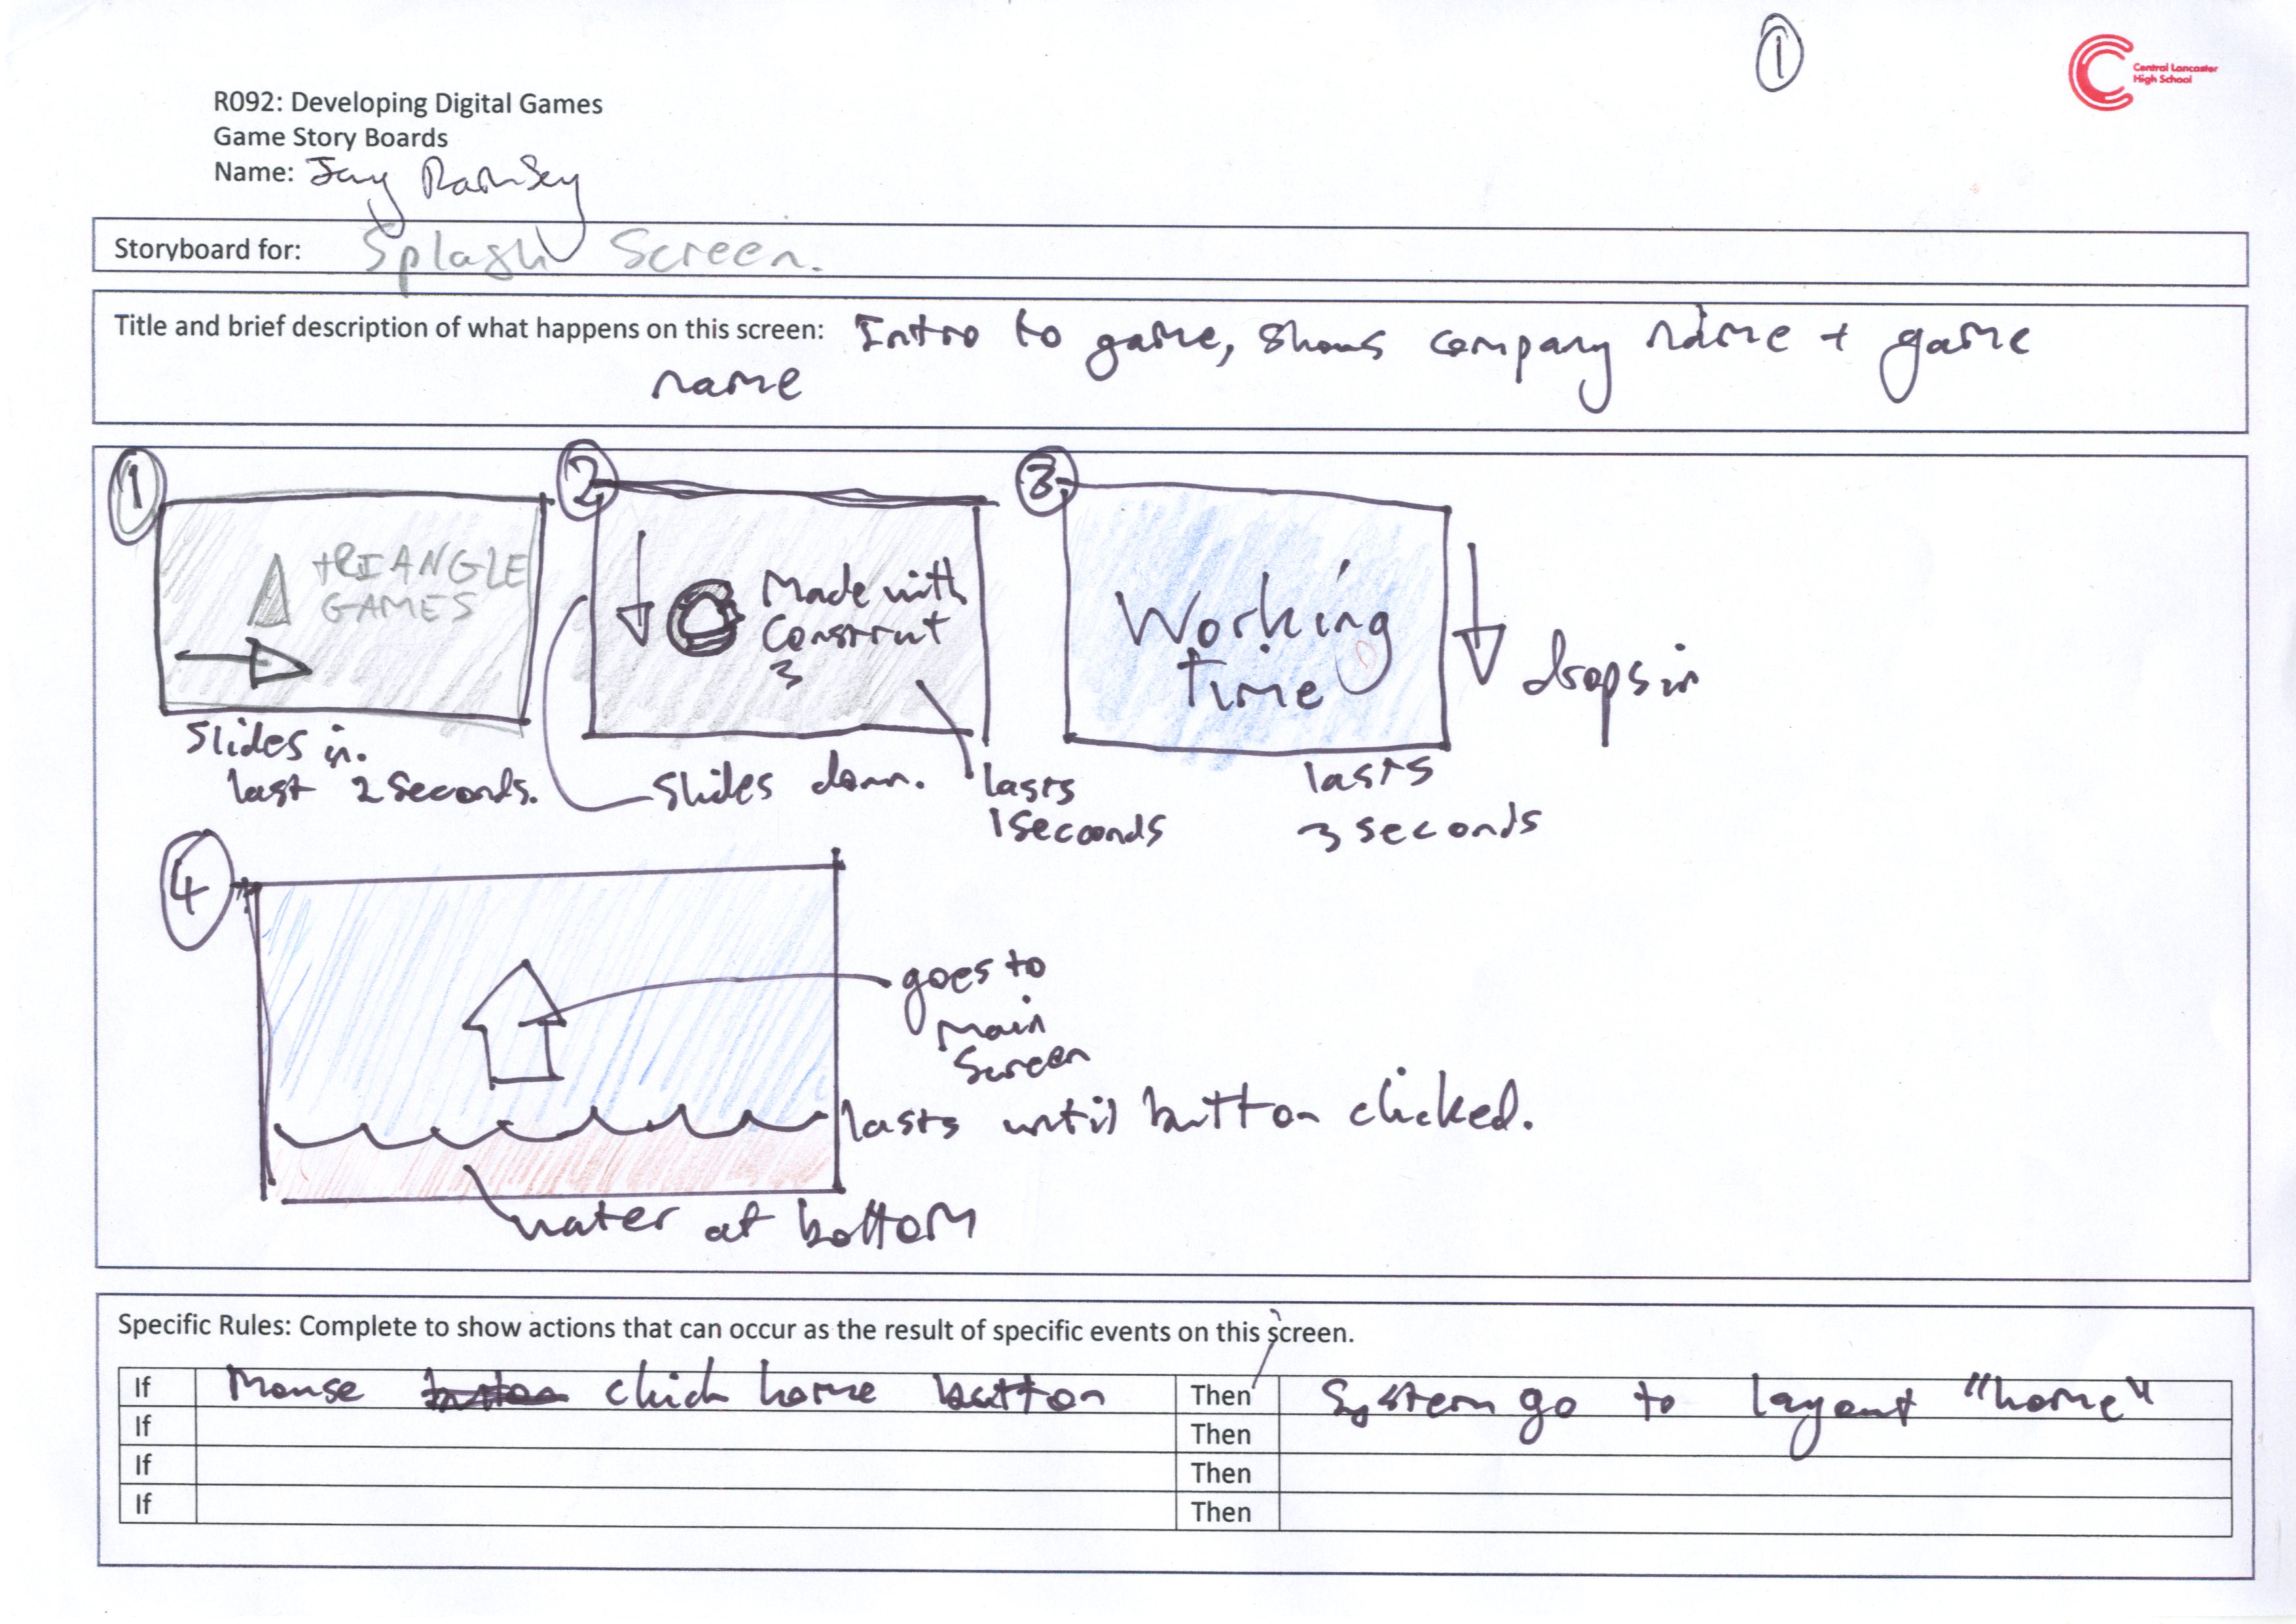 ①
Central Lancaster
High School
R092: Developing Digital Games
Game Story Boards
Name: Jay Ramsey
Storyboard for: Splash Screen.
Title and brief description of what happens on this screen: Intro to game, shows company name + game
name
① ② ③
tRIANGLE
GAMES
Made with
Construct
3
Working
time
drops in
slides in.
last 2 seconds.
slides down.
lasts
1 seconds
lasts
3 seconds
④
goes to
main
screen
lasts until button clicked.
water at bottom
Specific Rules: Complete to show actions that can occur as the result of specific events on this screen.
If Mouse click home button Then System go to layout "home"
If Then
If Then
If Then